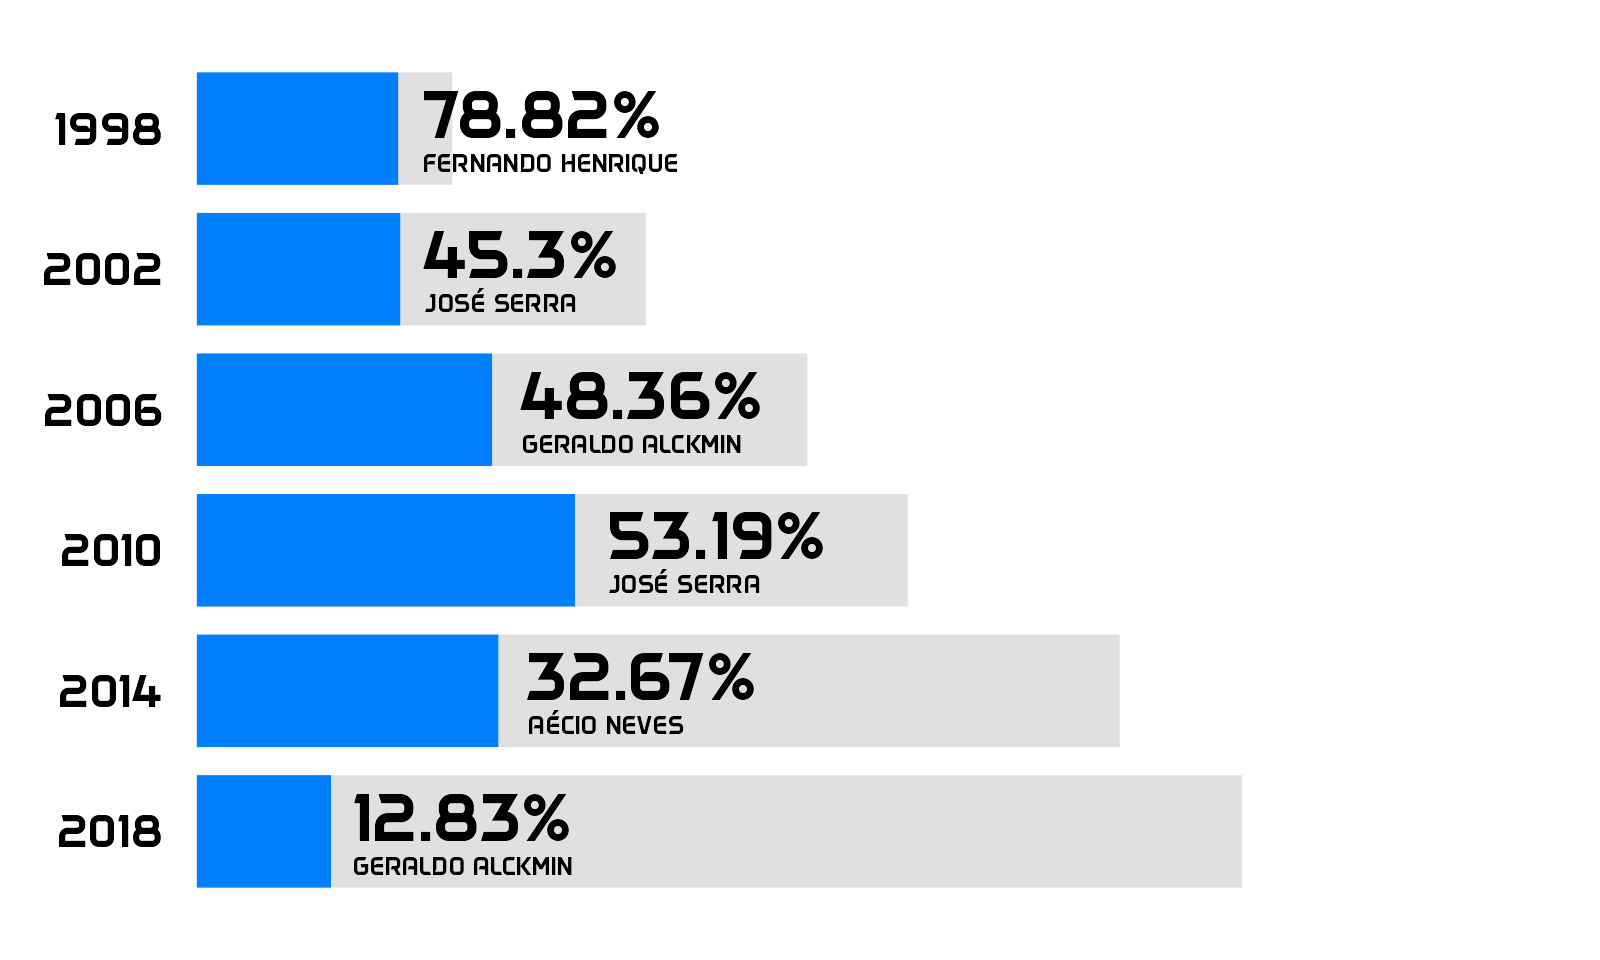 1998
78.82%
FERNANDO HENRIQUE
2002
45.3%
JOSÉ SERRA
2006
48.36%
GERALDO ALCKMIN
2010
53.19%
JOSÉ SERRA
2014
32.67%
AÉCIO NEVES
2018
12.83%
GERALDO ALCKMIN